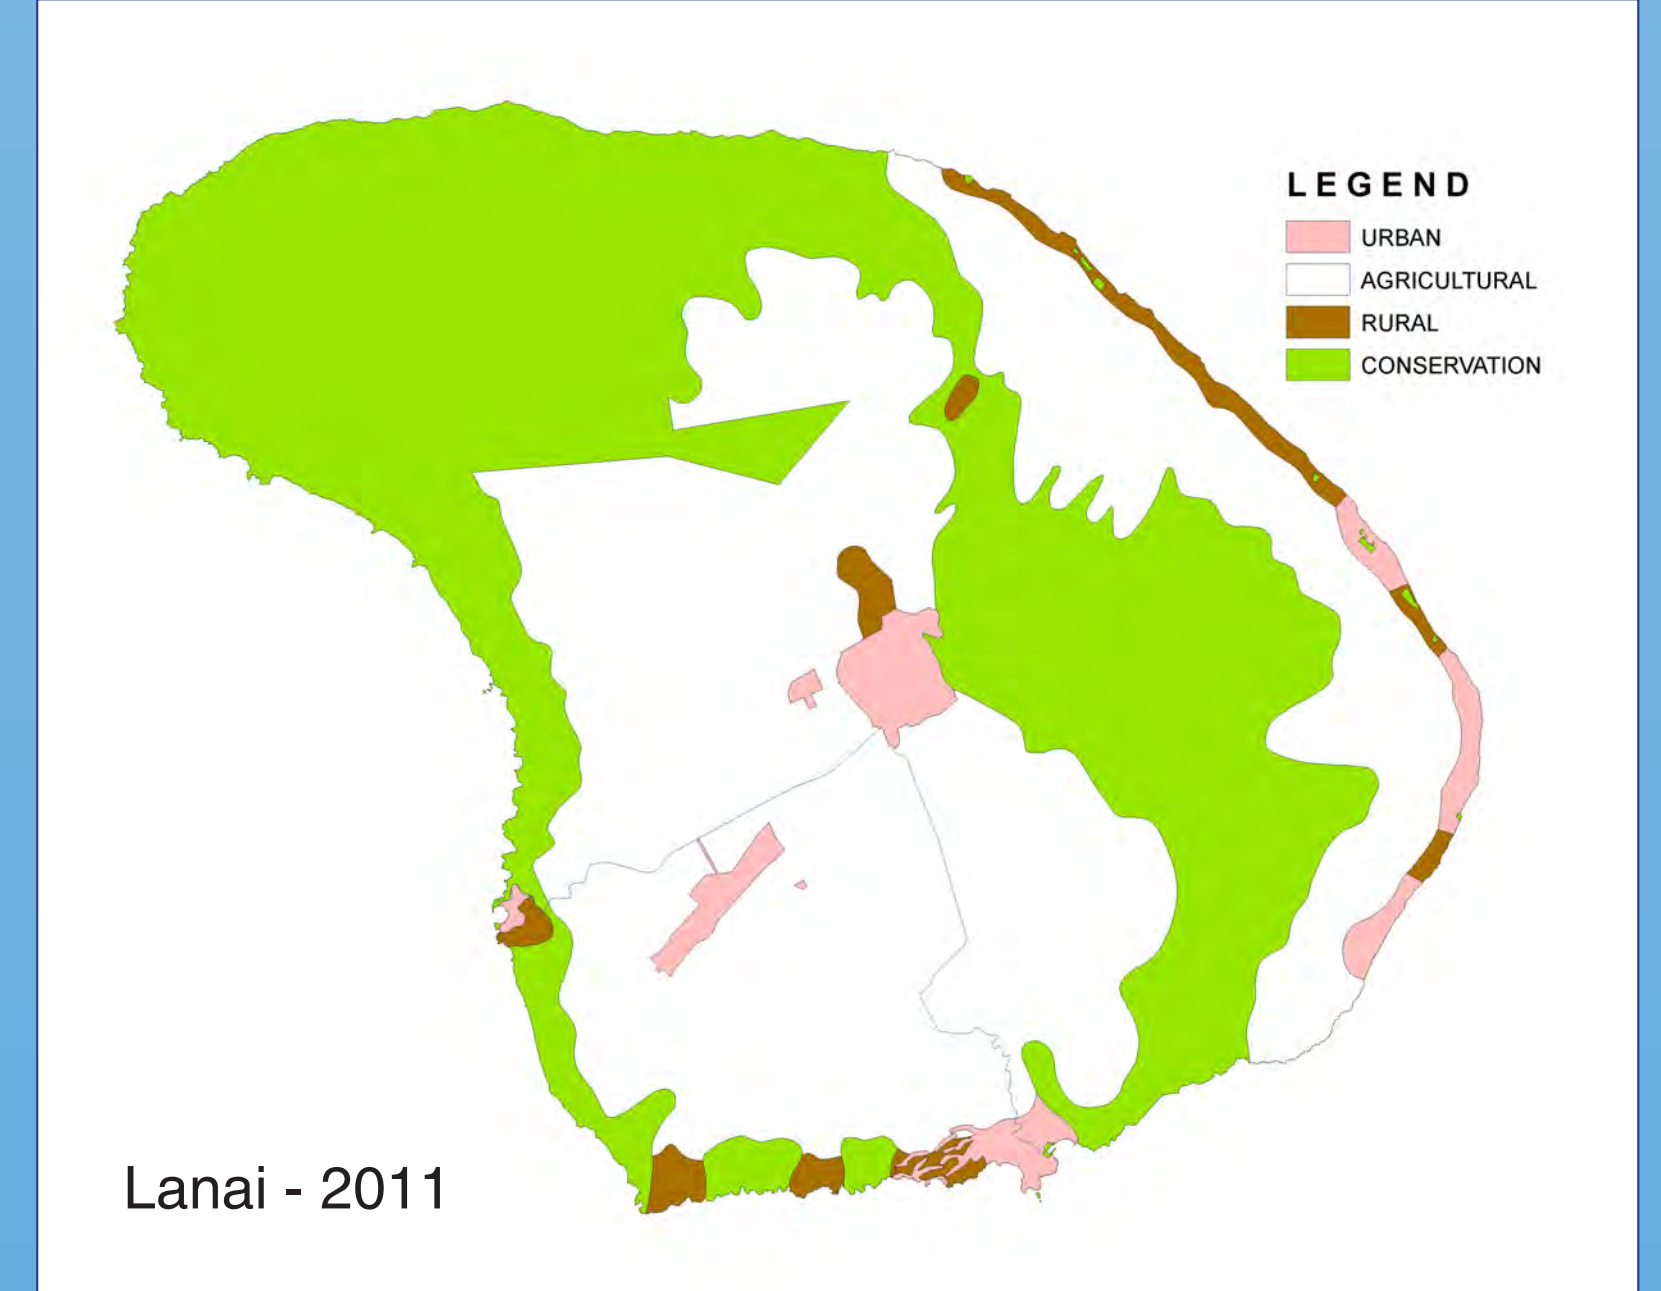 LEGEND
URBAN
AGRICULTURAL
RURAL
CONSERVATION
Lanai - 2011